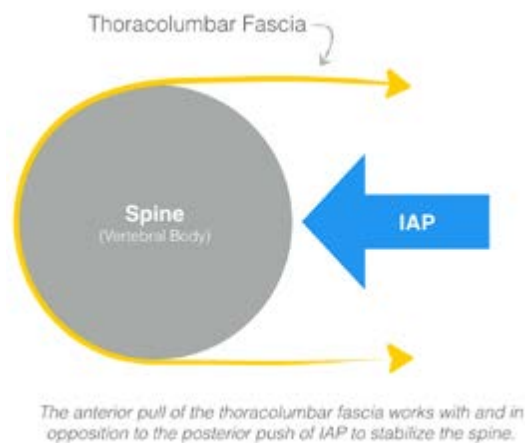 Thoracolumbar Fascia
Spine
(Vertebral Body)
IAP
The anterior pull of the thoracolumbar fascia works with and in
opposition to the posterior push of IAP to stabilize the spine.